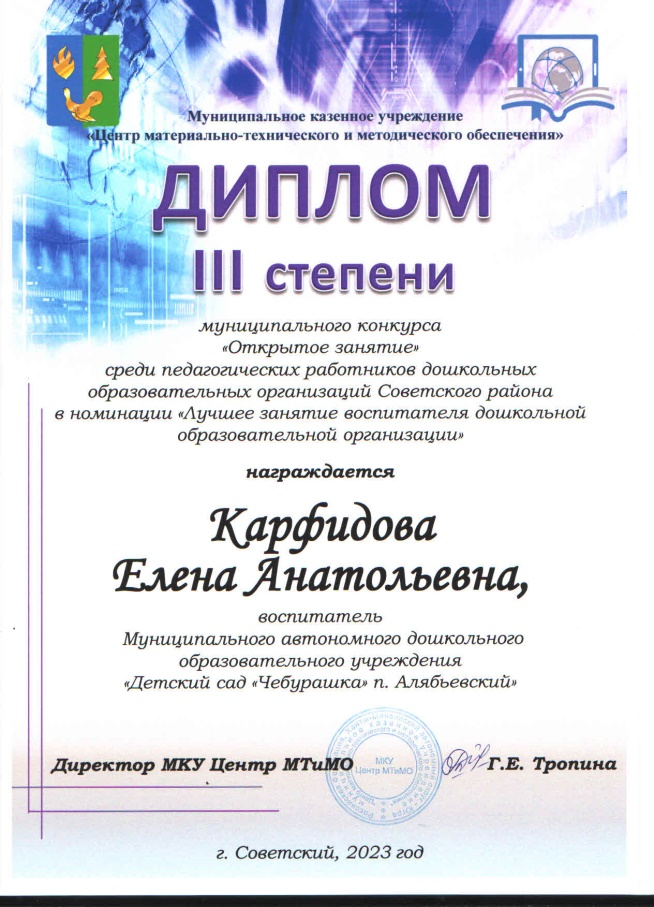 Муниципальное казенное учреждение
«Центр материально-технического и методического обеспечения»
ДИПЛОМ
III степени
муниципального конкурса
«Открытое занятие»
среди педагогических работников дошкольных
образовательных организаций Советского района
в номинации «Лучшее занятие воспитателя дошкольной
образовательной организации»
награждается
Карфидова
Елена Анатольевна,
воспитатель
Муниципального автономного дошкольного
образовательного учреждения
«Детский сад «Чебурашка» п. Алябьевский»
Директор МКУ Центр МТиМО Г.Е. Тропина
МКУ
Центр МТиМО
г. Советский, 2023 год